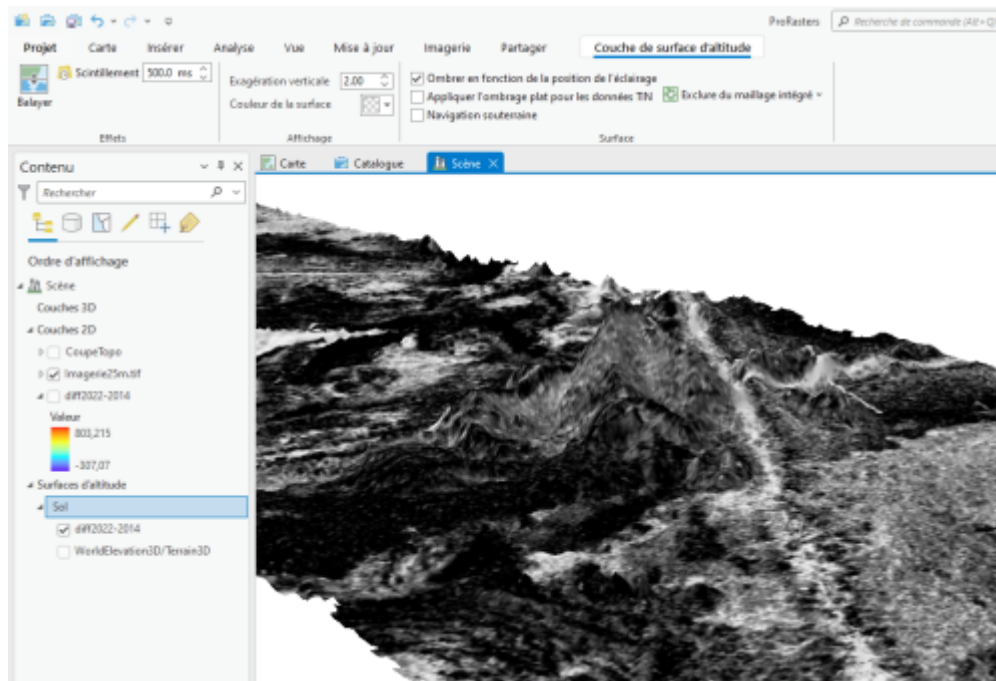 ProRasters
Recherche de commande (Alt+Q)
Projet Carte Insérer Analyse Vue Mise à jour Imagerie Partager Couche de surface d'altitude
Balayer
Scintillement 500.0 ms
Effets
Exagération verticale 2.00
Couleur de la surface
Affichage
Ombrer en fonction de la position de l'éclairage
Appliquer l'ombrage plat pour les données TIN
Navigation souterraine
Exclure du maillage intégré
Surface
Contenu
Rechercher
Ordre d'affichage
Scène
Couches 3D
Couches 2D
CoupeTopo
Imagerie25m.tif
diff2022-2014
Valeur
803,215
-307,07
Surfaces d'altitude
Sol
diff2022-2014
WorldElevation3D/Terrain3D
Carte Catalogue Scène